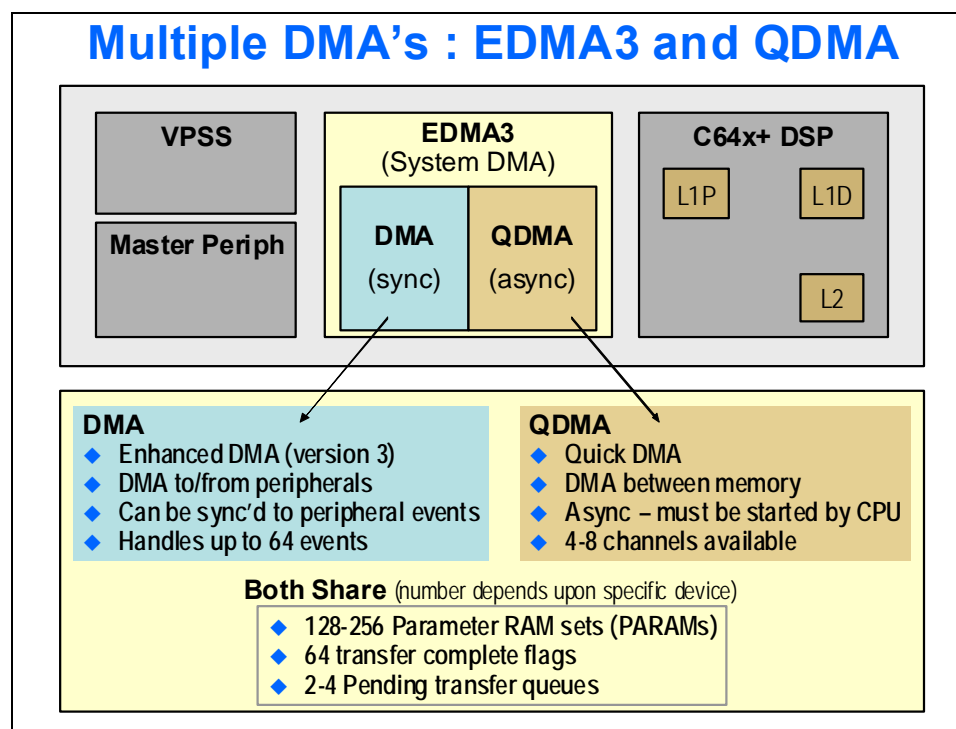 Multiple DMA's : EDMA3 and QDMA
VPSS
Master Periph
EDMA3
(System DMA)
DMA
(sync)
QDMA
(async)
C64x+ DSP
L1P
L1D
L2
DMA
◆ Enhanced DMA (version 3)
◆ DMA to/from peripherals
◆ Can be sync'd to peripheral events
◆ Handles up to 64 events
QDMA
◆ Quick DMA
◆ DMA between memory
◆ Async – must be started by CPU
◆ 4-8 channels available
Both Share (number depends upon specific device)
◆ 128-256 Parameter RAM sets (PARAMs)
◆ 64 transfer complete flags
◆ 2-4 Pending transfer queues